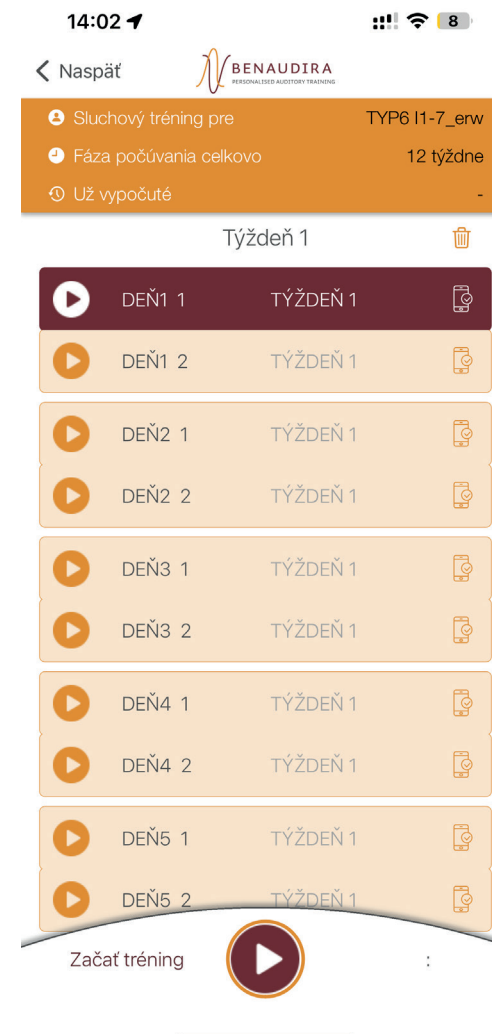 14:02 8
Naspäť BENAUDIRA
PERSONALISED AUDITORY TRAINING
Sluchový tréning pre TYP6 I1-7_erw
Fáza počúvania celkovo 12 týždne
Už vypočuté -
Týždeň 1
DEŇ1 1 TÝŽDEŇ 1
DEŇ1 2 TÝŽDEŇ 1
DEŇ2 1 TÝŽDEŇ 1
DEŇ2 2 TÝŽDEŇ 1
DEŇ3 1 TÝŽDEŇ 1
DEŇ3 2 TÝŽDEŇ 1
DEŇ4 1 TÝŽDEŇ 1
DEŇ4 2 TÝŽDEŇ 1
DEŇ5 1 TÝŽDEŇ 1
DEŇ5 2 TÝŽDEŇ 1
Začať tréning :